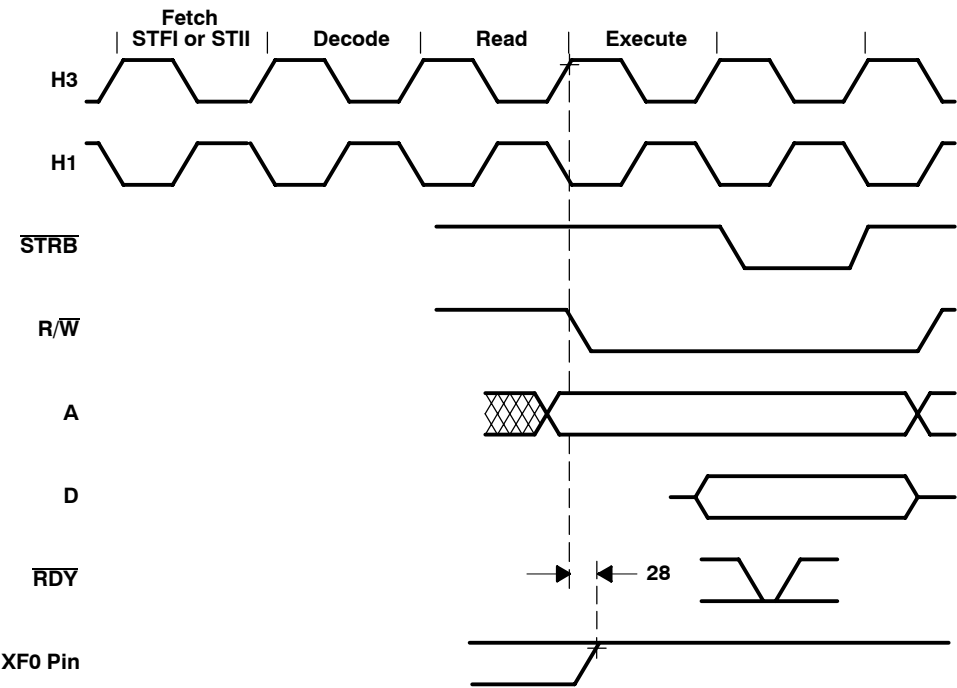 Fetch
STFI or STII
Decode
Read
Execute
H3
H1
STRB
R/W
A
D
RDY
28
XF0 Pin